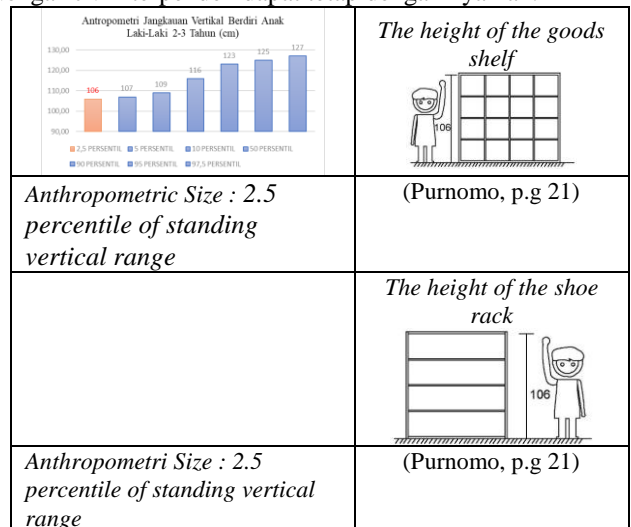 Antropometri Jangkauan Vertikal Berdiri Anak
Laki-Laki 2-3 Tahun (cm)
130,00
120,00
110,00
100,00
90,00
106
107
109
116
123
125
127
2,5 PERSENTIL
5 PERSENTIL
10 PERSENTIL
50 PERSENTIL
90 PERSENTIL
95 PERSENTIL
97,5 PERSENTIL
The height of the goods
shelf
106
Anthropometric Size : 2.5
percentile of standing
vertical range
(Purnomo, p.g 21)
The height of the shoe
rack
106
Anthropometri Size : 2.5
percentile of standing vertical
range
(Purnomo, p.g 21)